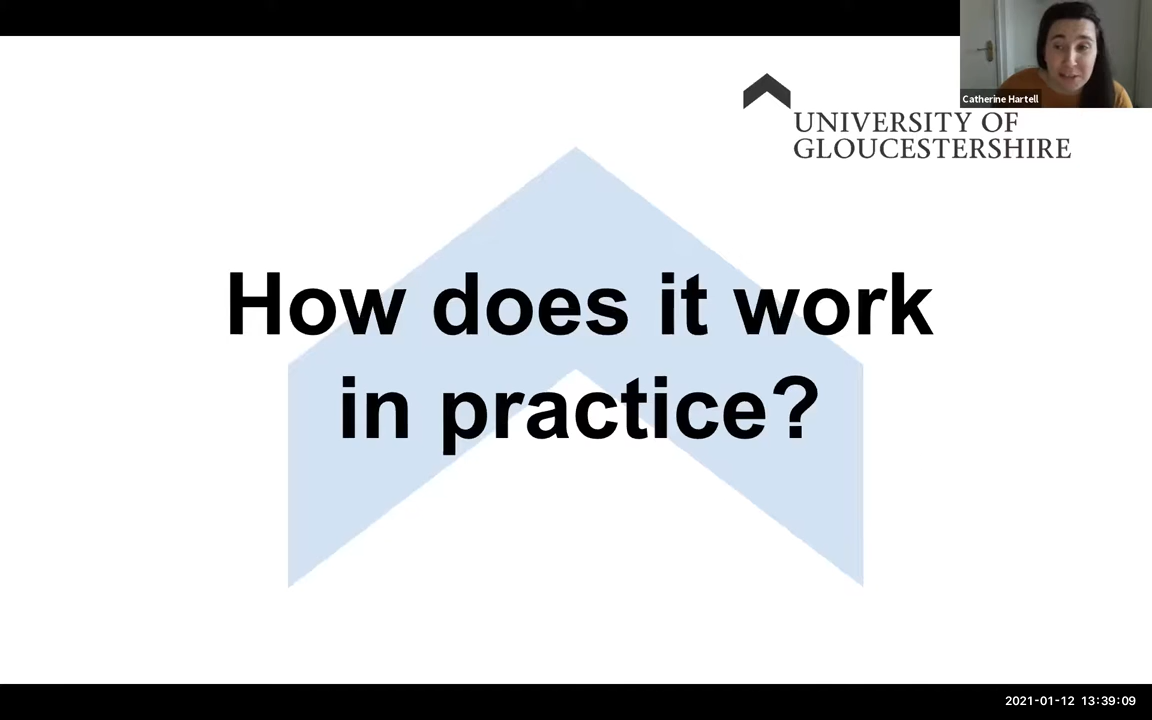 Catherine Hartell
UNIVERSITY OF
GLOUCESTERSHIRE
How does it work
in practice?
2021-01-12 13:39:09